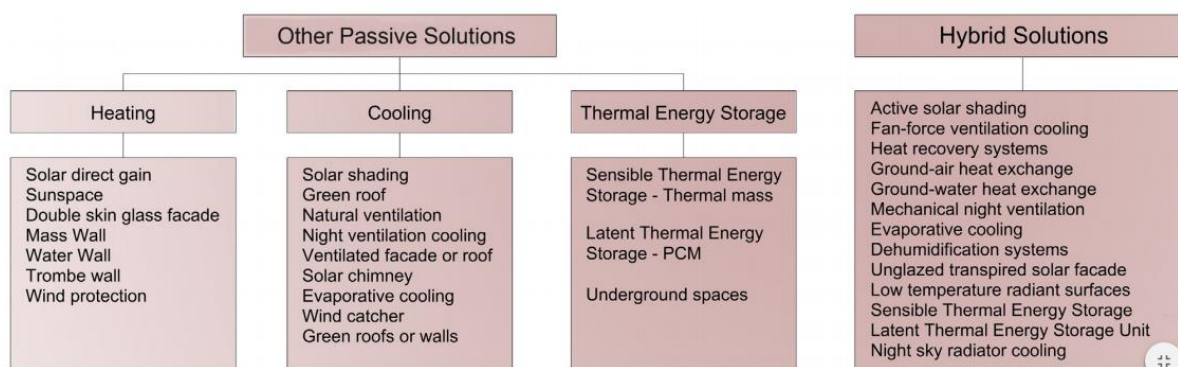 Other Passive Solutions
Heating
Solar direct gain
Sunspace
Double skin glass facade
Mass Wall
Water Wall
Trombe wall
Wind protection
Cooling
Solar shading
Green roof
Natural ventilation
Night ventilation cooling
Ventilated facade or roof
Solar chimney
Evaporative cooling
Wind catcher
Green roofs or walls
Thermal Energy Storage
Sensible Thermal Energy
Storage - Thermal mass
Latent Thermal Energy
Storage - PCM
Underground spaces
Hybrid Solutions
Active solar shading
Fan-force ventilation cooling
Heat recovery systems
Ground-air heat exchange
Ground-water heat exchange
Mechanical night ventilation
Evaporative cooling
Dehumidification systems
Unglazed transpired solar facade
Low temperature radiant surfaces
Sensible Thermal Energy Storage
Latent Thermal Energy Storage Unit
Night sky radiator cooling